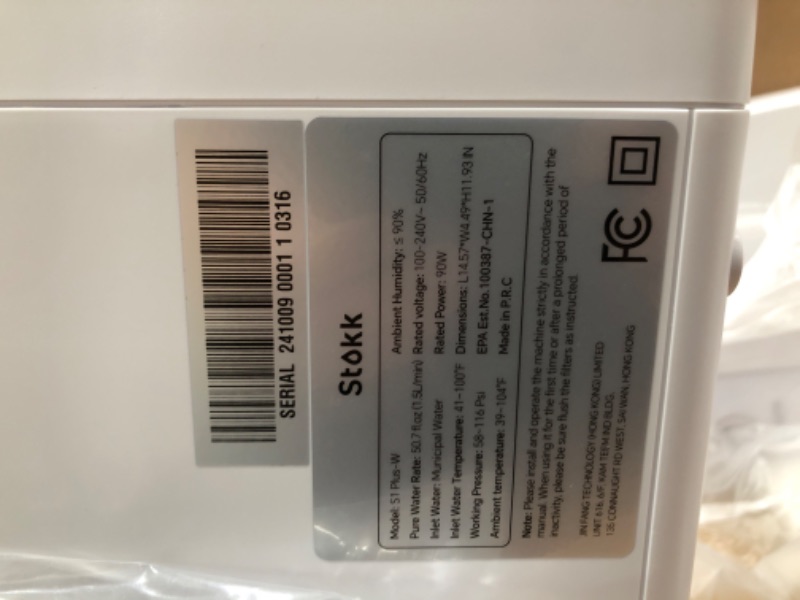 SERIAL 241009 0001 1 0316
Stokk
Model: S1 Plus-W
Pure Water Rate: 50.7 fl.oz (1.5L/min)
Inlet Water: Municipal Water
Inlet Water Temperature: 41~100°F
Working Pressure: 58~116 Psi
Ambient temperature: 39~104°F
Ambient Humidity: ≤ 90%
Rated voltage: 100-240V~ 50/60Hz
Rated Power: 90W
Dimensions: L14.57*W4.49*H11.93 IN
EPA Est.No.100387-CHN-1
Made in P.R.C
Note: Please install and operate the machine strictly in accordance with the
manual. When using it for the first time or after a prolonged period of
inactivity, please be sure flush the filters as instructed.
JIN FANG TECHNOLOGY (HONG KONG) LIMITED
UNIT 616. 6/F. KAM TEEM IND BLDG.
135 CONNAUGHT RD WEST, SAI WAN, HONG KONG
FC